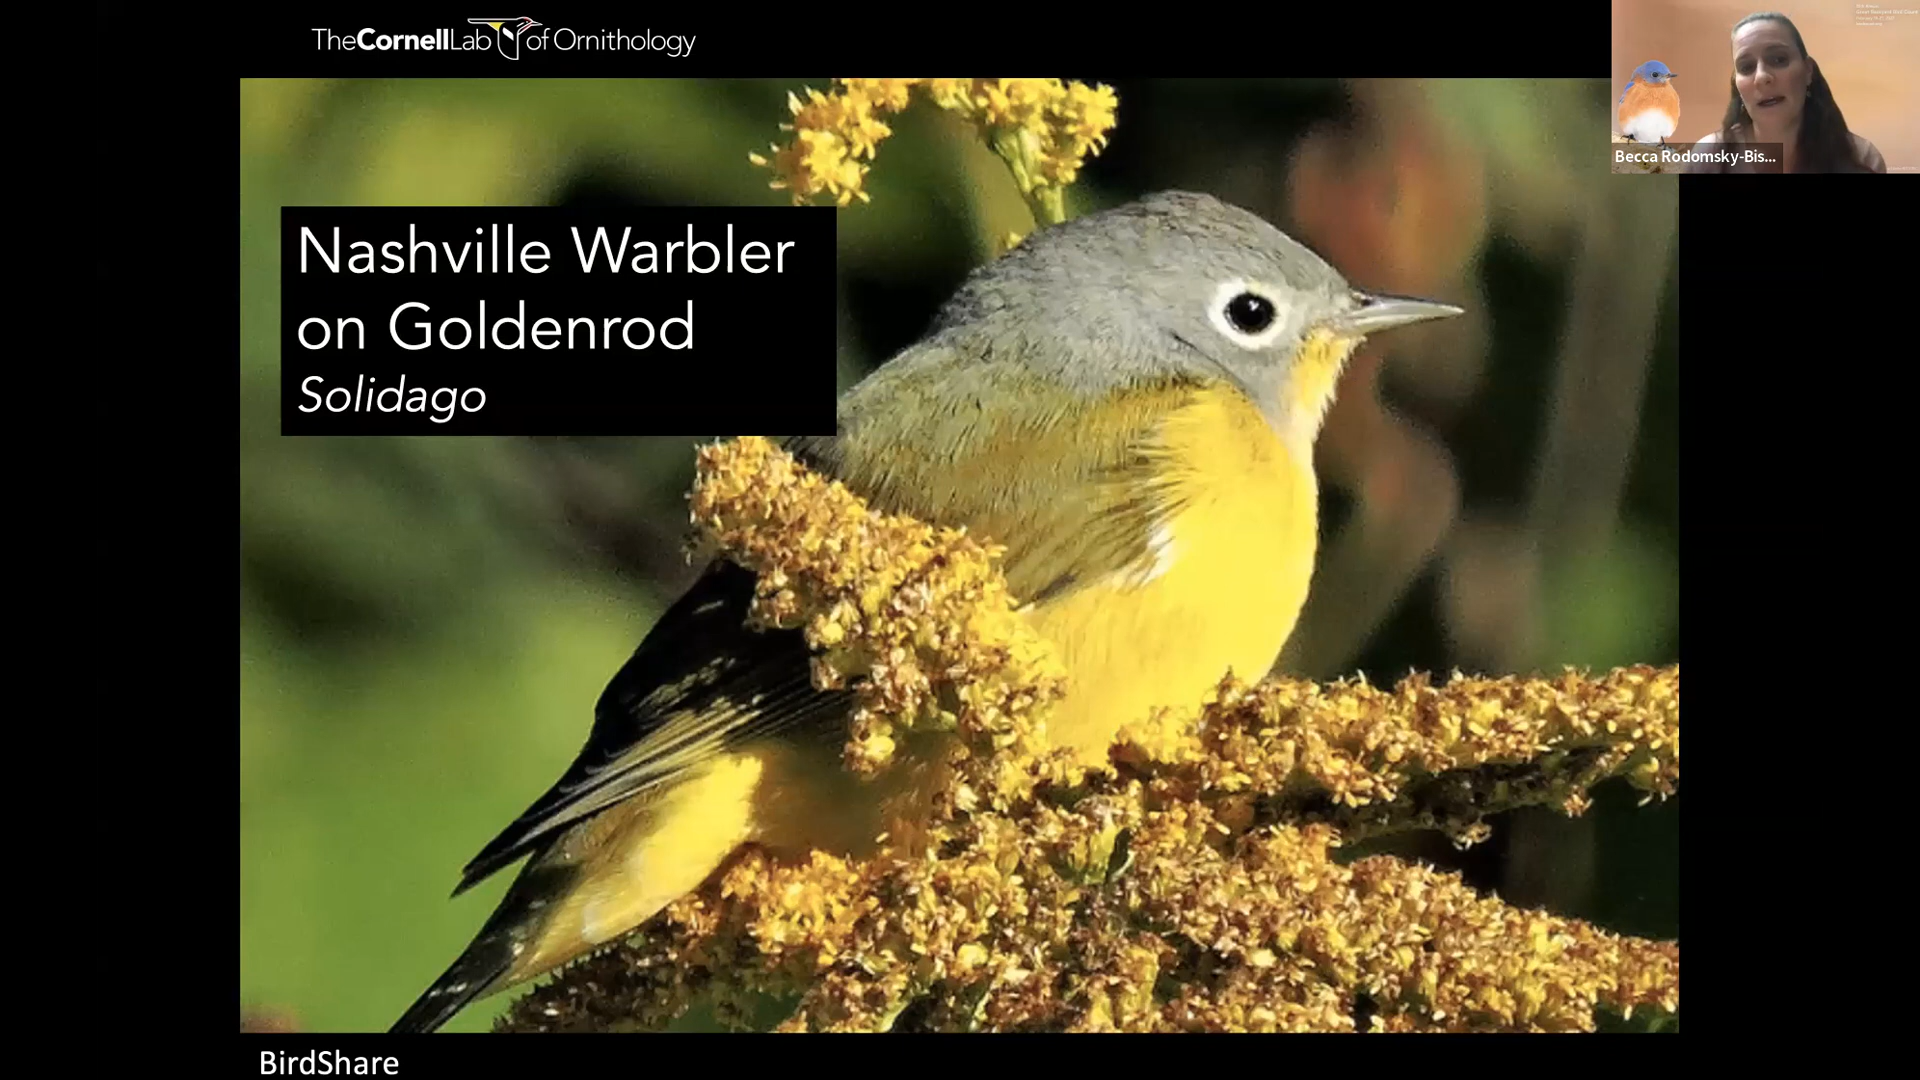 TheCornellLab of Ornithology
Nashville Warbler
on Goldenrod
Solidago
Becca Rodomsky-Bis...
BirdShare